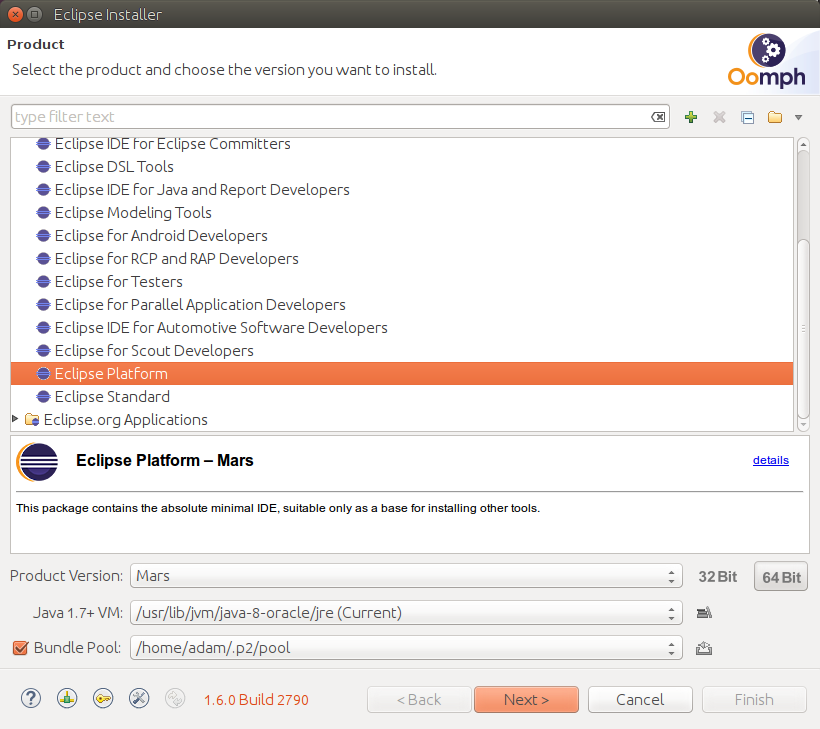 Eclipse Installer
Product
Select the product and choose the version you want to install.
Oomph
type filter text
Eclipse IDE for Eclipse Committers
Eclipse DSL Tools
Eclipse IDE for Java and Report Developers
Eclipse Modeling Tools
Eclipse for Android Developers
Eclipse for RCP and RAP Developers
Eclipse for Testers
Eclipse for Parallel Application Developers
Eclipse IDE for Automotive Software Developers
Eclipse for Scout Developers
Eclipse Platform
Eclipse Standard
Eclipse.org Applications
Eclipse Platform – Mars details
This package contains the absolute minimal IDE, suitable only as a base for installing other tools.
Product Version: Mars 32 Bit 64 Bit
Java 1.7+ VM: /usr/lib/jvm/java-8-oracle/jre (Current)
Bundle Pool: /home/adam/.p2/pool
1.6.0 Build 2790 < Back Next > Cancel Finish